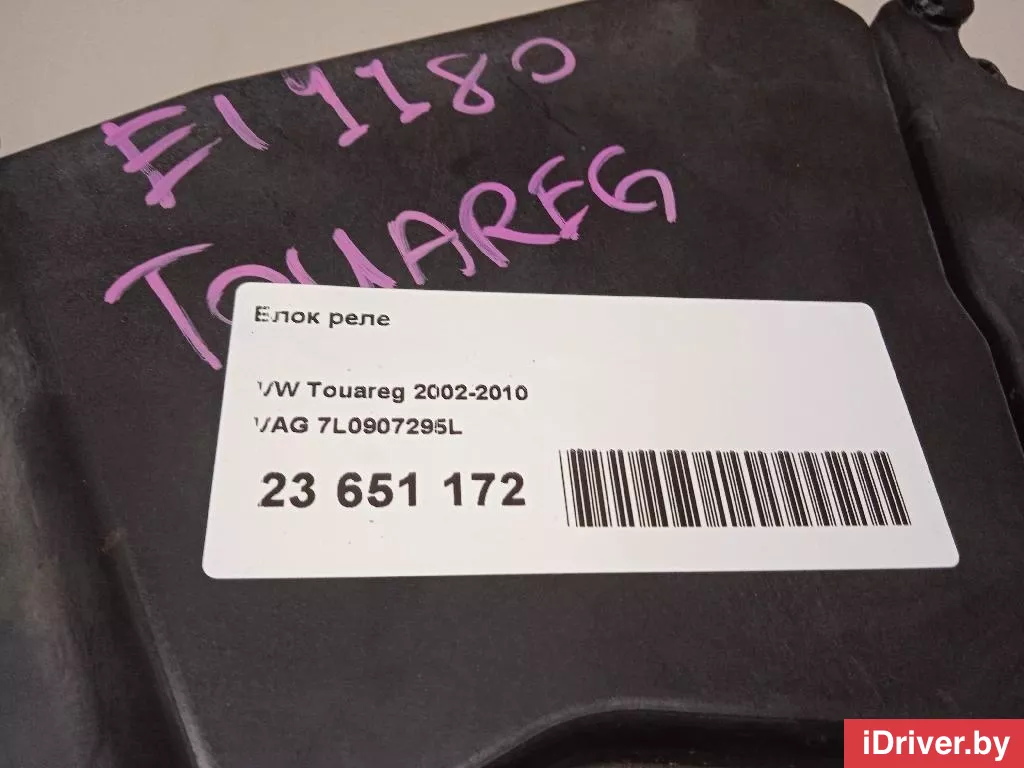 E1 1180
TOUAREG
Блок реле
VW Touareg 2002-2010
VAG 7L0907295L
23 651 172
iDriver.by